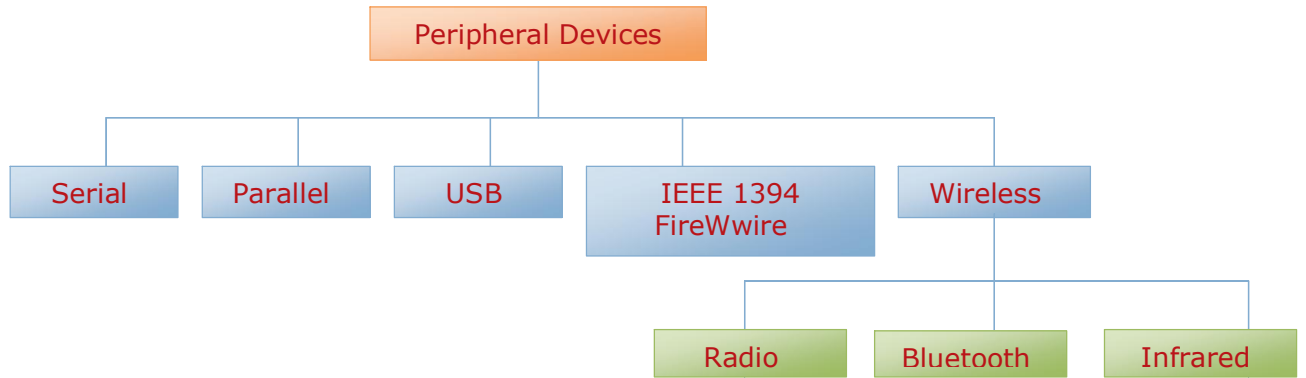 Peripheral Devices
Serial
Parallel
USB
IEEE 1394
FireWwire
Wireless
Radio
Bluetooth
Infrared